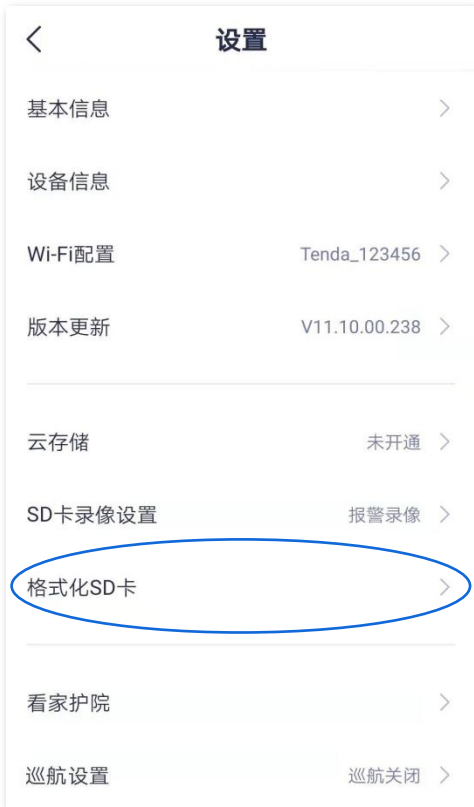 设置
基本信息
设备信息
Wi-Fi配置 Tenda_123456
版本更新 V11.10.00.238
云存储 未开通
SD卡录像设置 报警录像
格式化SD卡
看家护院
巡航设置 巡航关闭